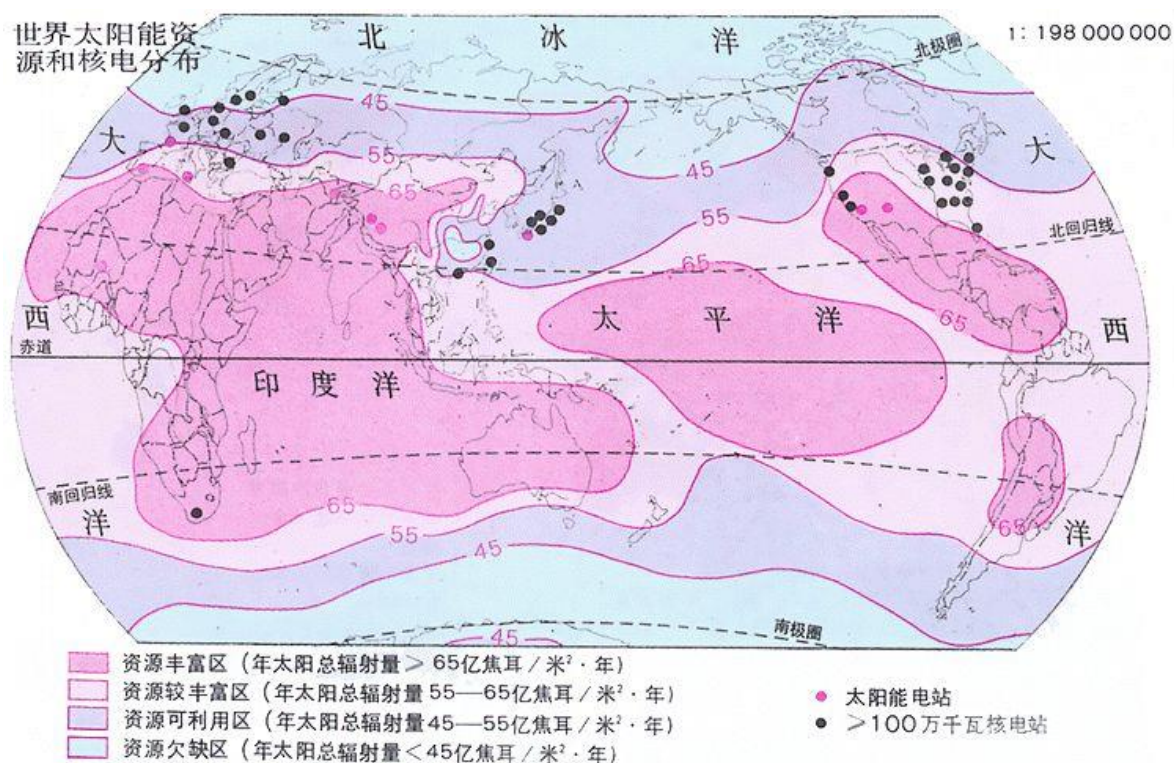 世界太阳能资
源和核电分布
1: 198 000 000
北冰洋
北极圈
大
大
45
55
65
45
55
65
北回归线
65
西
太平洋
西
赤道
印度洋
南回归线
65
65
洋
55
洋
45
南极圈
45
资源丰富区(年太阳总辐射量≥65亿焦耳/米²·年)
资源较丰富区(年太阳总辐射量55—65亿焦耳/米²·年)
资源可利用区(年太阳总辐射量45—55亿焦耳/米²·年)
资源欠缺区(年太阳总辐射量<45亿焦耳/米²·年)
太阳能电站
≥100万千瓦核电站